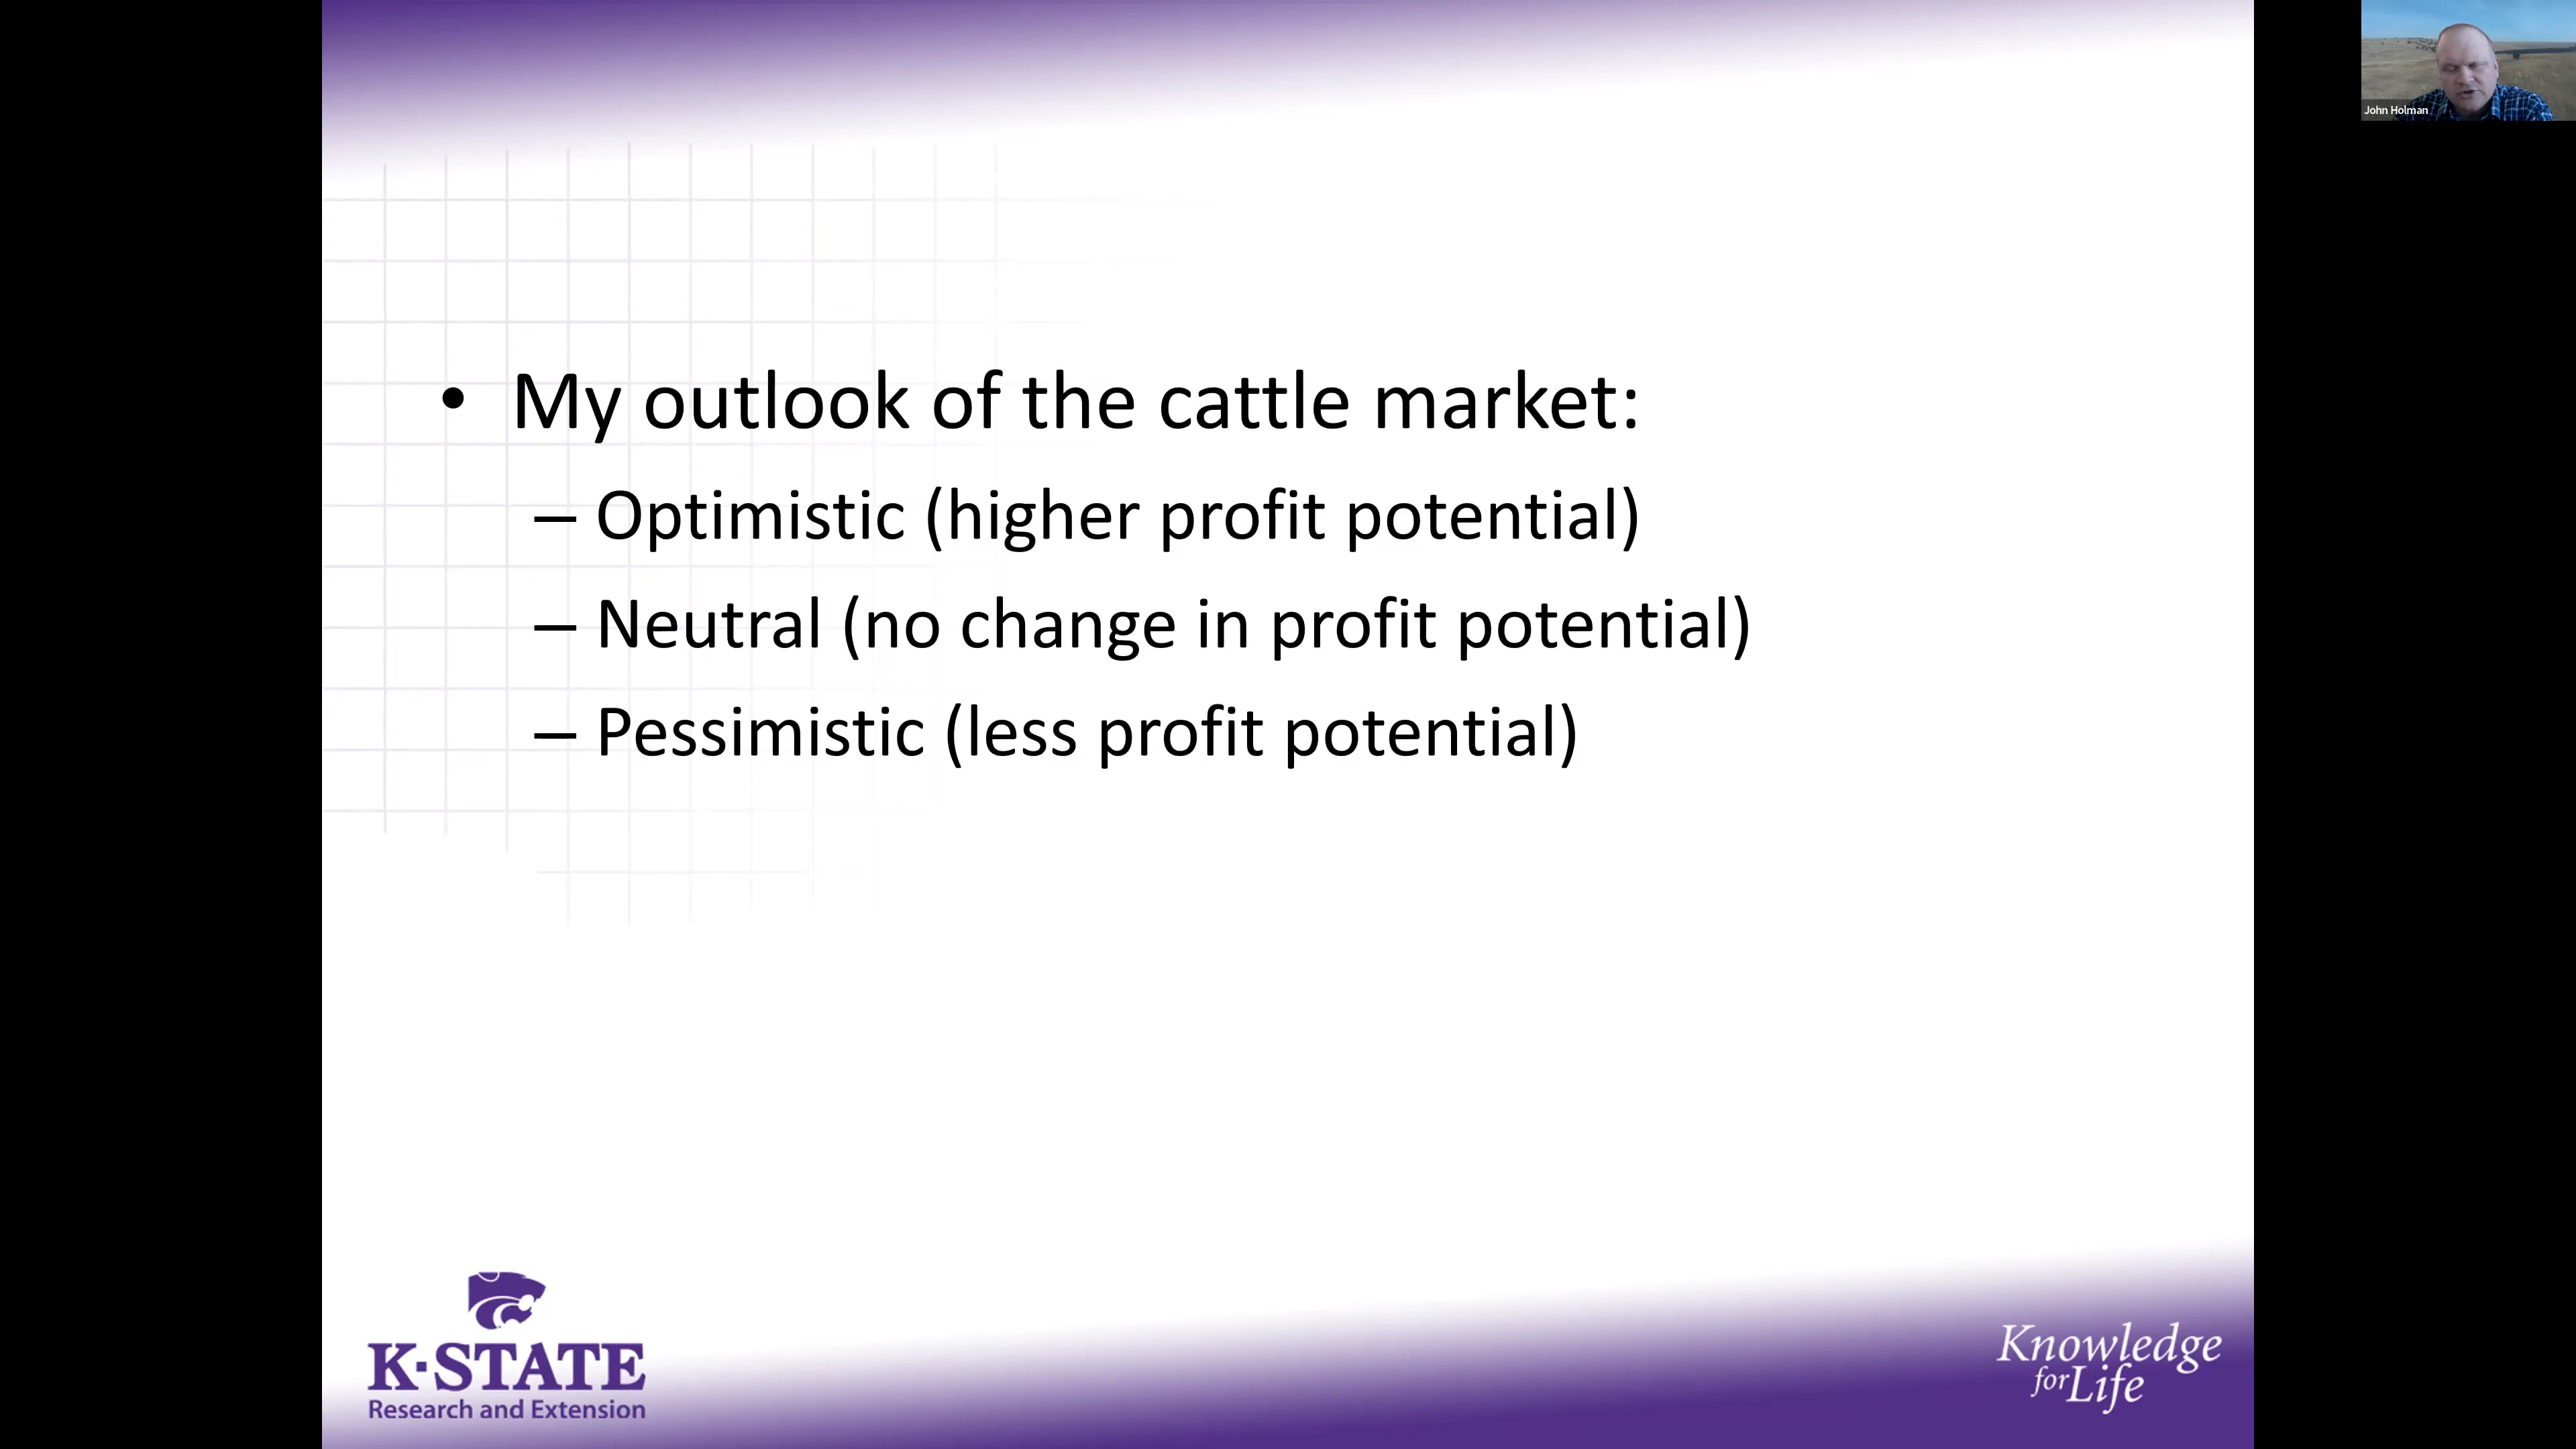 John Holman
• My outlook of the cattle market:
– Optimistic (higher profit potential)
– Neutral (no change in profit potential)
– Pessimistic (less profit potential)
K•STATE
Research and Extension
Knowledge
for Life